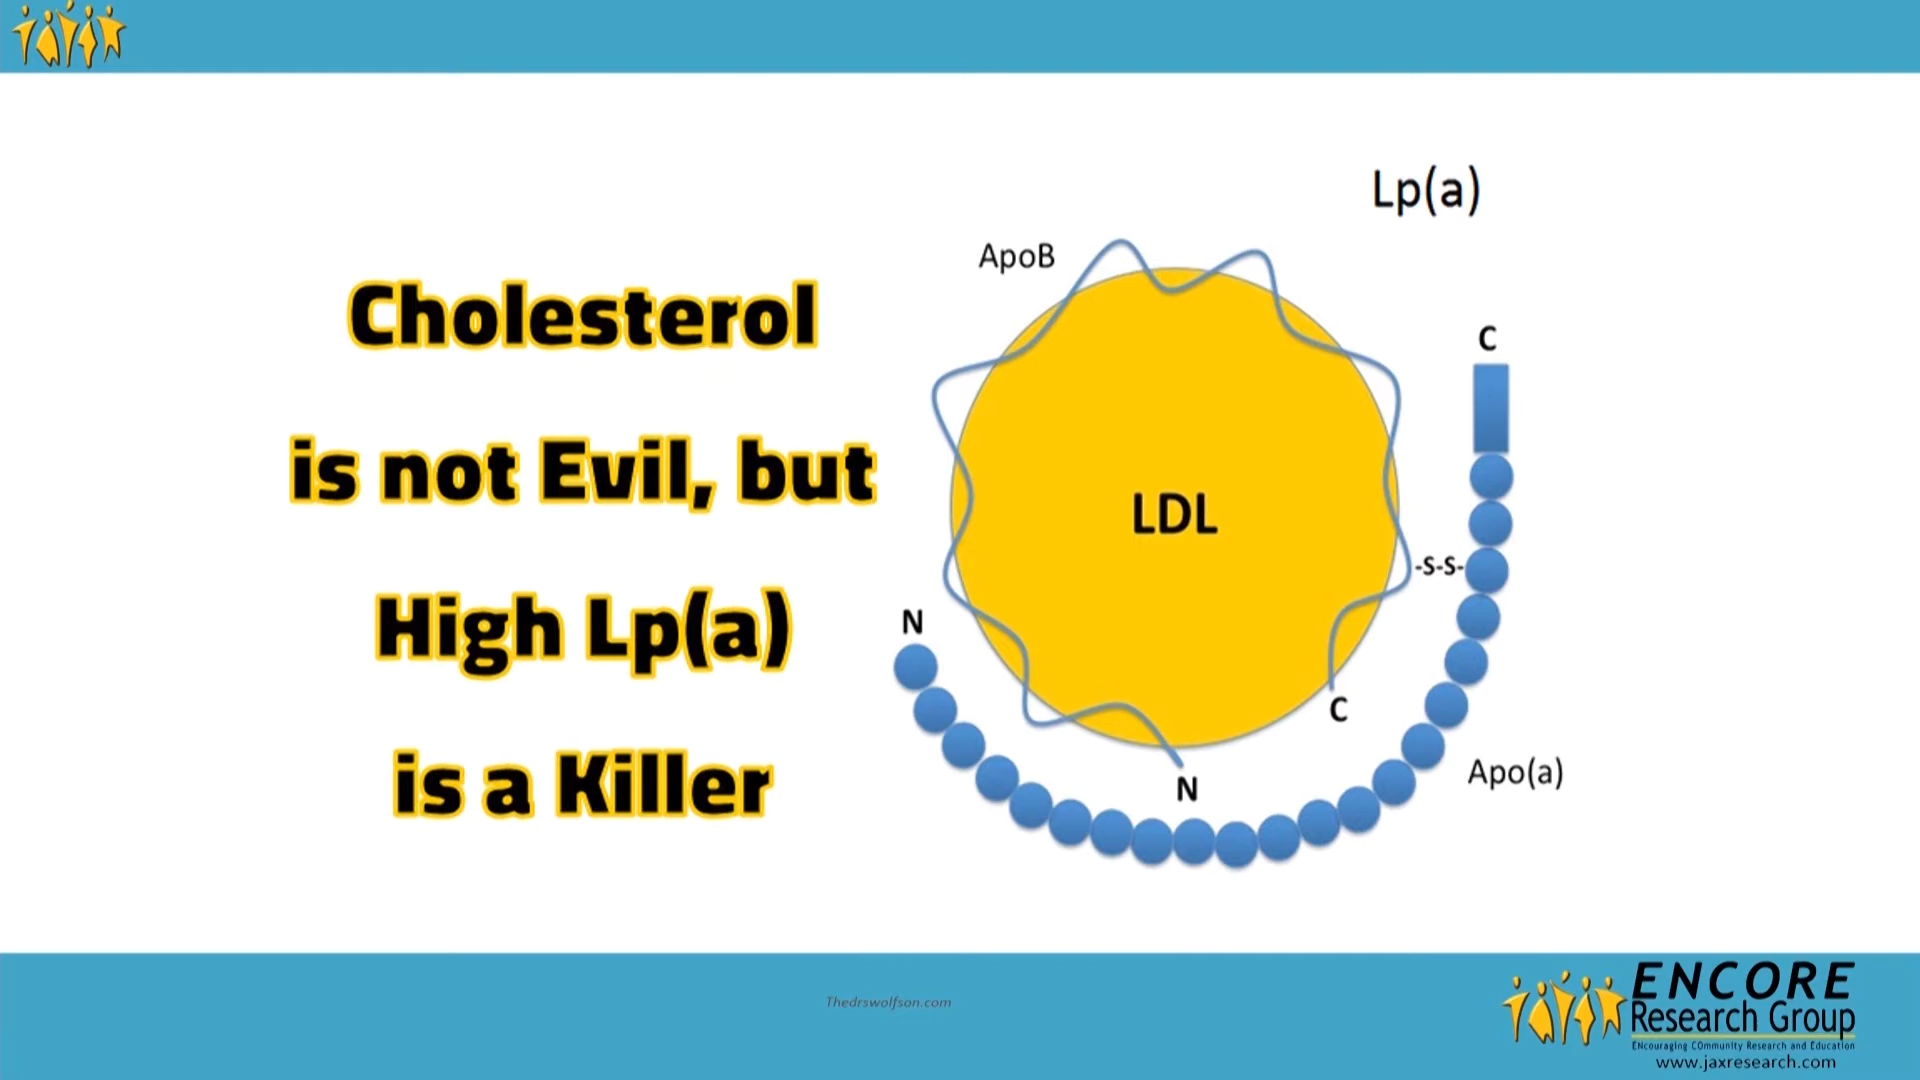 Cholesterol
is not Evil, but
High Lp(a)
is a Killer
Lp(a)
ApoB
C
LDL
-S-S-
N
C
Apo(a)
N
Thedrswolfson.com
ENCORE
Research Group
ENcouraging COmmunity Research and Education
www.jaxresearch.com